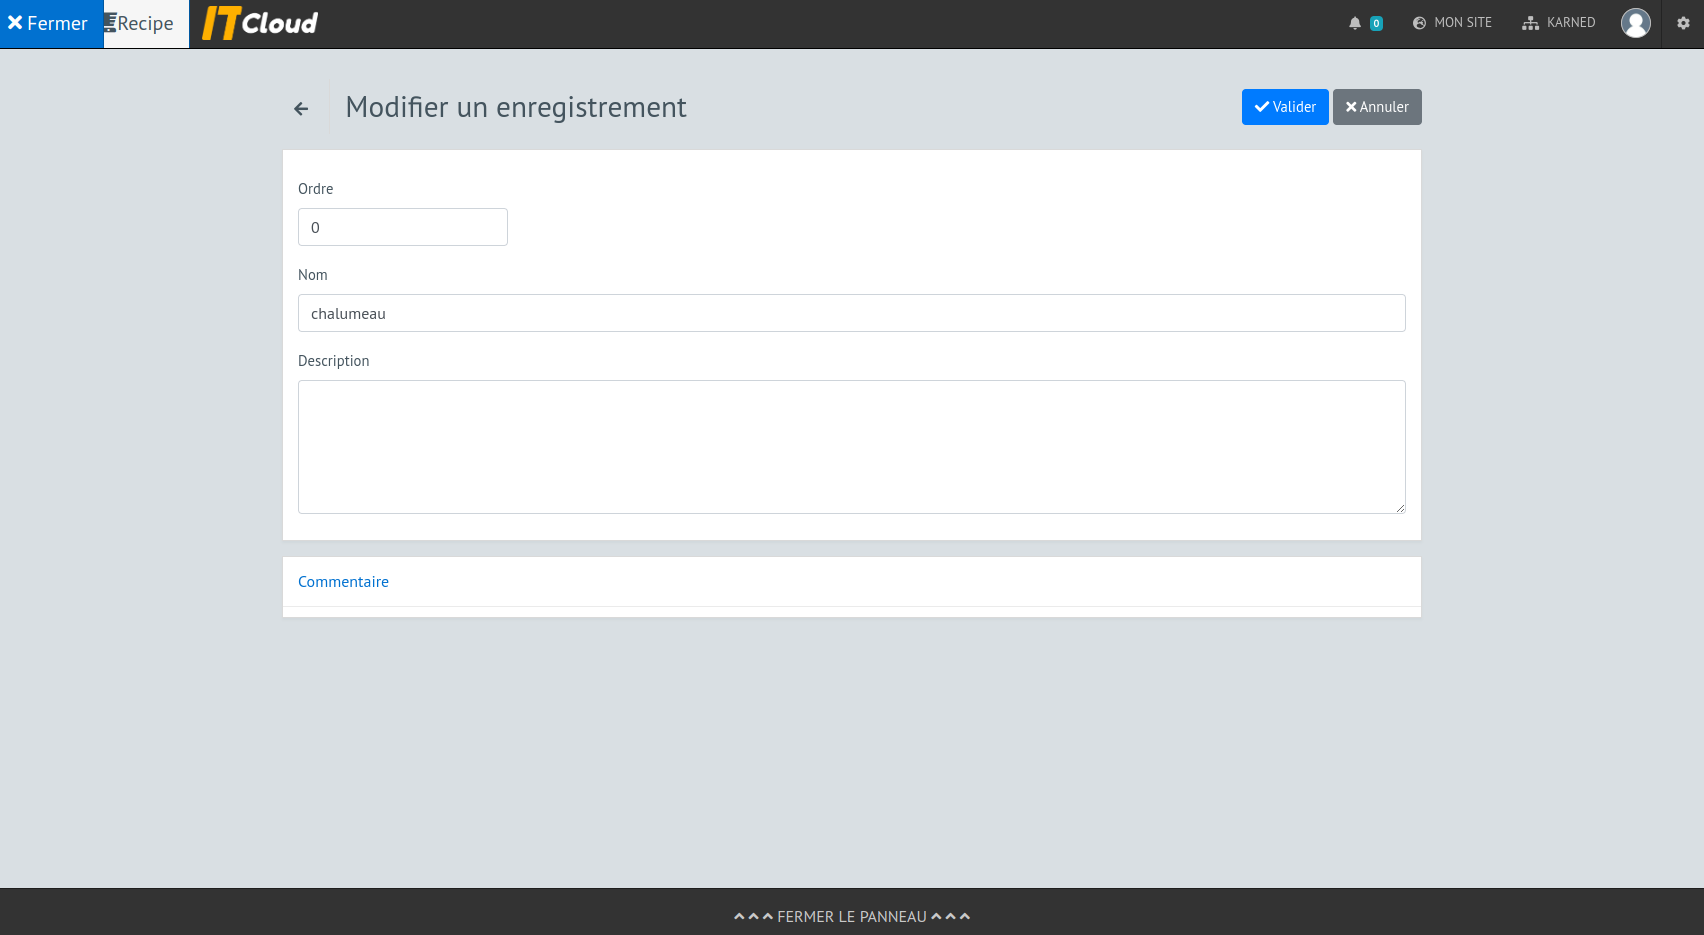 Fermer Recipe ITCloud 0 MON SITE KARNED
Modifier un enregistrement Valider Annuler
Ordre
0
Nom
chalumeau
Description
Commentaire
FERMER LE PANNEAU